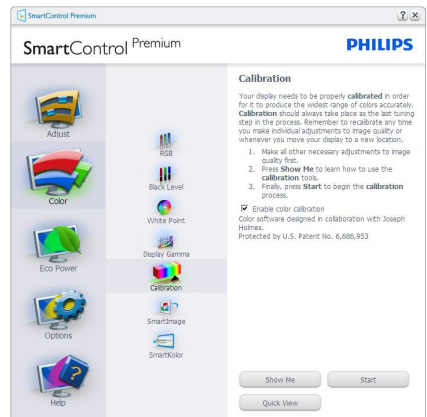 SmartControl Premium
SmartControl Premium
PHILIPS
Adjust
Color
Eco Power
Options
Help
RGB
Black Level
White Point
Display Gamma
Calibration
SmartImage
SmartKolor
Calibration
Your display needs to be properly calibrated in order
for it to produce the widest range of colors accurately.
Calibration should always take place as the last tuning
step in the process. Remember to recalibrate any time
you make individual adjustments to image quality or
whenever you move your display to a new location.
1. Make all other necessary adjustments to image
quality first.
2. Press Show Me to learn how to use the
calibration tools.
3. Finally, press Start to begin the calibration
process.
Enable color calibration
Color software designed in collaboration with Joseph
Holmes.
Protected by U.S. Patent No. 6,686,953
Show Me
Start
Quick View